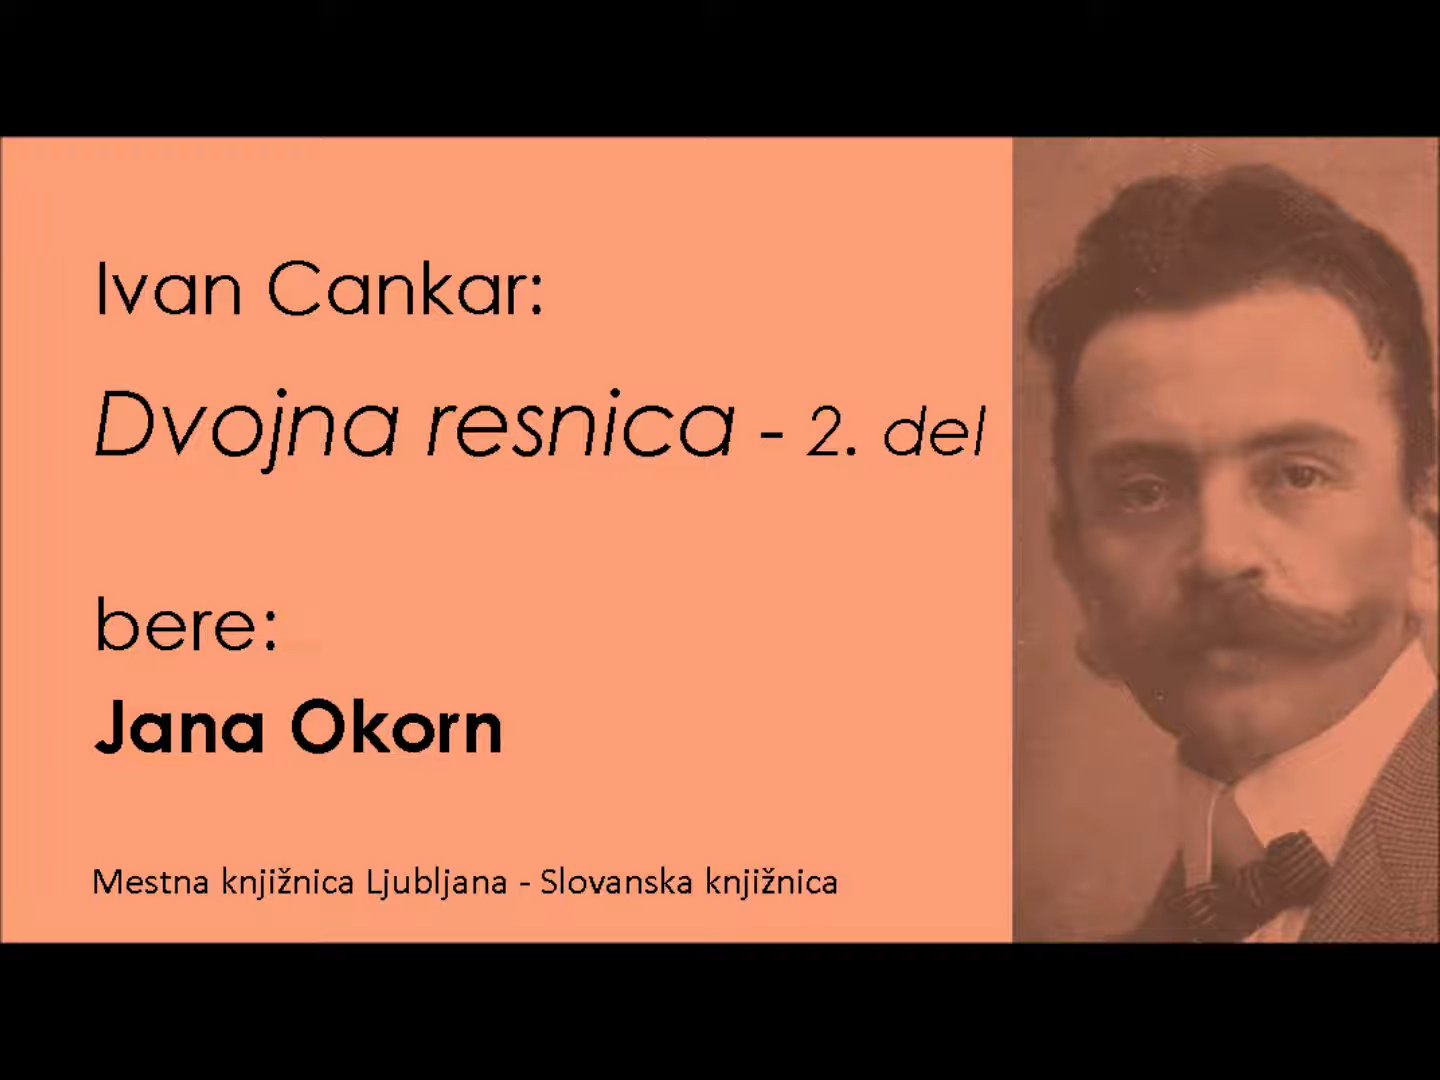 Ivan Cankar:
Dvojna resnica - 2. del
bere:
Jana Okorn
Mestna knjižnica Ljubljana - Slovanska knjižnica